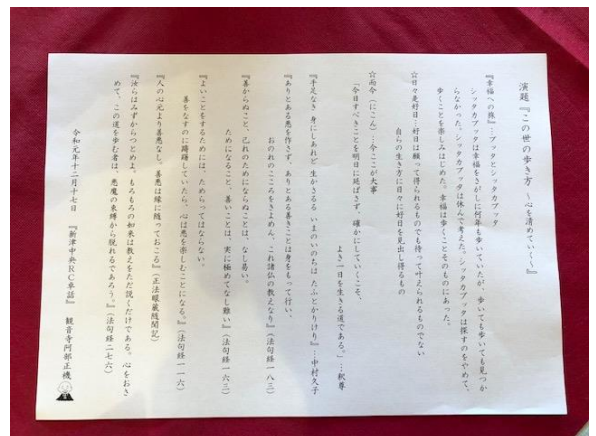 演題『この世の歩き方 ～心を清めていく～』
『幸福への旅』…ブッタとシッタカブッタ
シッタカブッタは幸福をさがしに何年も歩いていたが、歩いても歩いても見つか
らなかった。シッタカブッダは休んで考えた。シッタカブッタは探すのをやめて、
歩くことを楽しみはじめた。幸福は歩くことそのものにあった。
☆日々是好日…好日は願って得られるものでも待って叶えられるものでない
自らの生き方に日々に好日を見出し得るもの
☆而今（にこん）…今ここが大事
「今日すべきことを明日に延ばさず、確かにしていくこそ、
よき一日を生きる道である。」…釈尊
『手足なき 身にしあれど 生かさるる いまのいのちは たふとかりけり』…中村久子
『ありとある悪を作さず、ありとある善きことは身をもって行い、
おのれのこころをきよめん、これ諸仏の教えなり』（法句経一八三）
『善からぬこと、己れのためにならぬことは、なし易い。
ためになること、善いことは、実に極めてなし難い』（法句経一六三）
『よいことをするためには、ためらってはならない。
善をなすのに躊躇していたら、心は悪を楽しむことになる。』（法句経一一六）
『人の心元より善悪なし。善悪は縁に随っておこる』（正法眼蔵随聞記）
『汝らはみずからつとめよ。もろもろの如来は教えをただ説くだけである。心をおさ
めて、この道を歩む者は、悪魔の束縛から脱れるであろう。』（法句経二七六）
令和元年十二月十七日 『新津中央RC卓話』 観音寺阿部正機